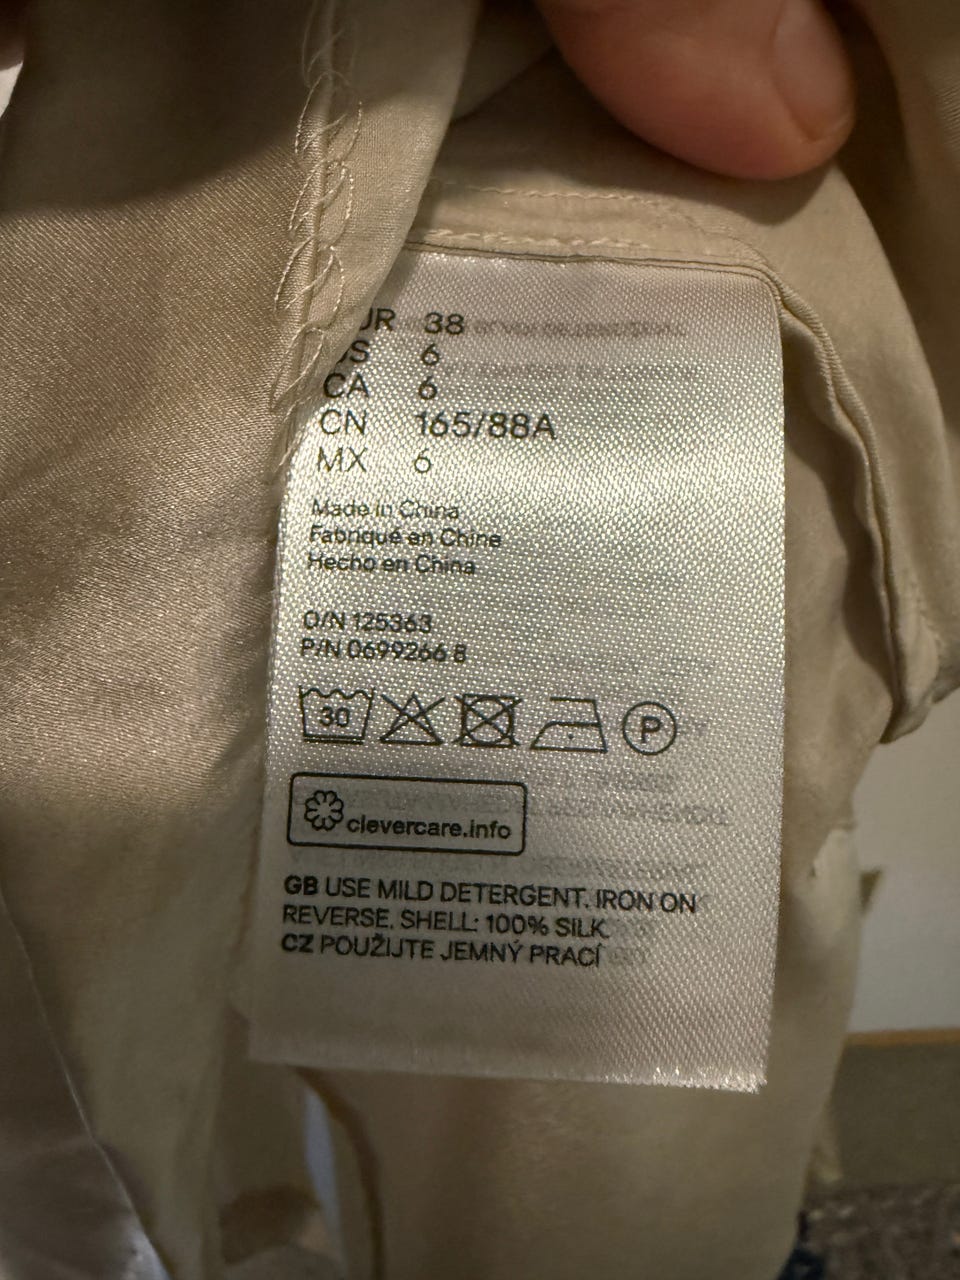 UR 38
US 6
CA 6
CN 165/88A
MX 6
Made in China
Fabriqué en Chine
Hecho en China
O/N 125363
P/N 0699266 8
30 P
clevercare.info
GB USE MILD DETERGENT. IRON ON
REVERSE. SHELL: 100% SILK.
CZ POUŽIJTE JEMNÝ PRACÍ